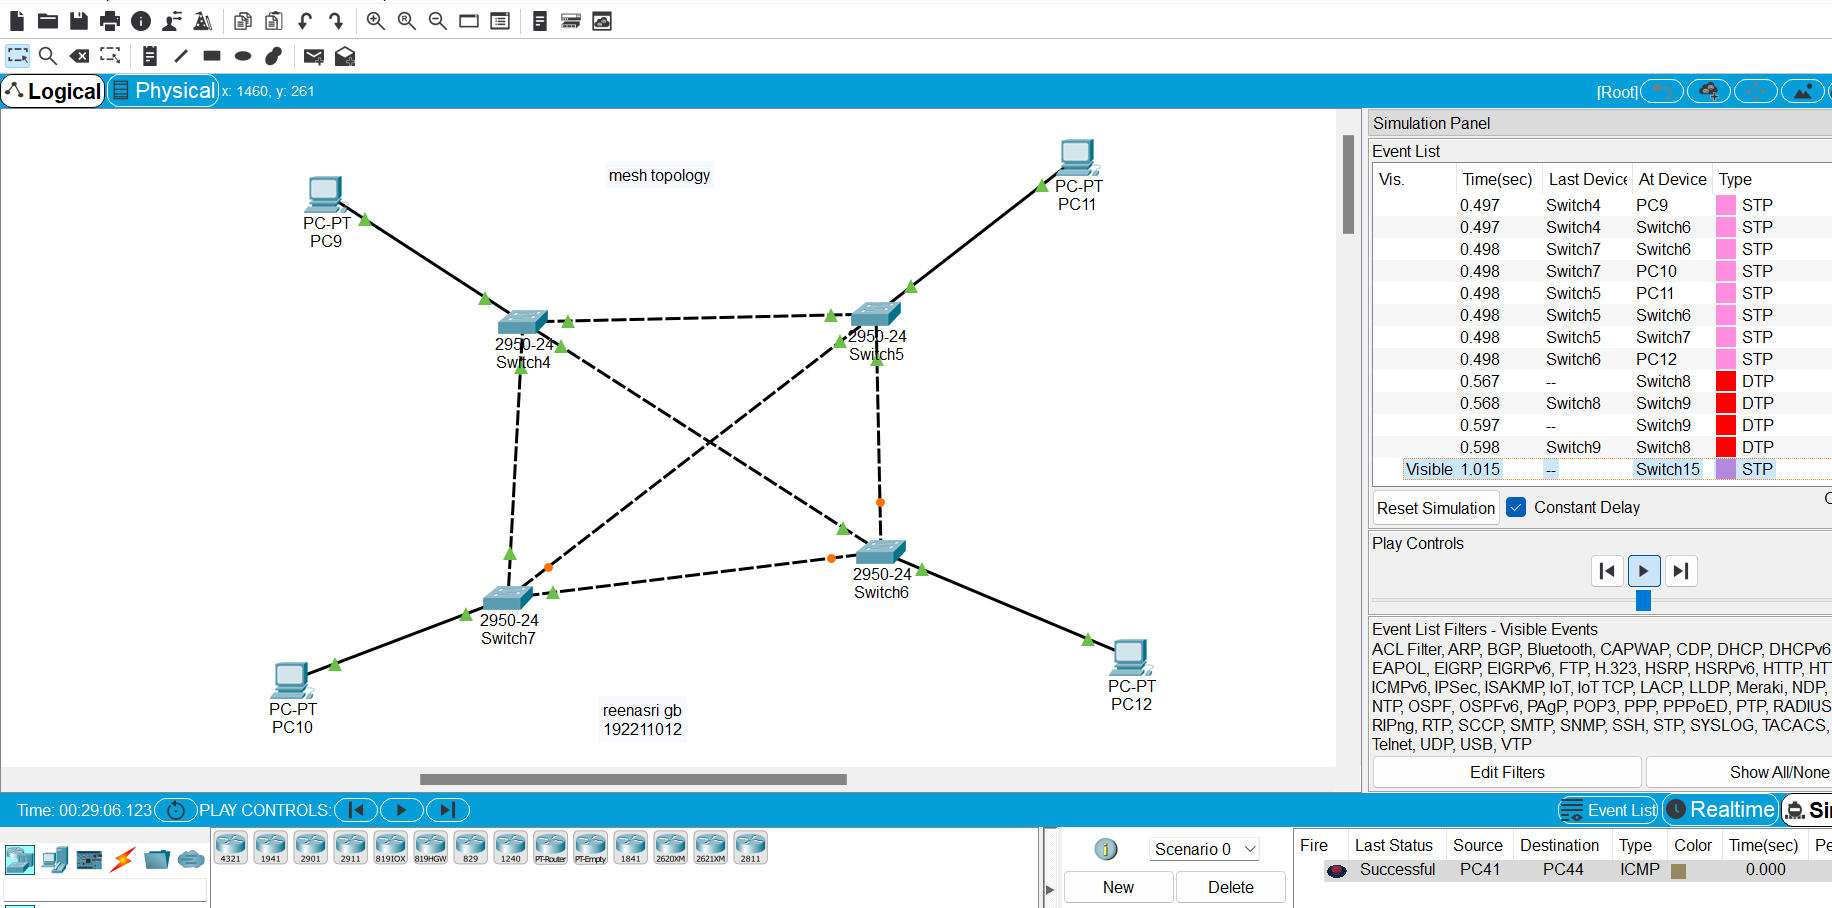 Logical
Physical
x: 1460, y: 261
[Root]
mesh topology
PC-PT
PC9
PC-PT
PC11
2950-24
Switch4
2950-24
Switch5
2950-24
Switch6
2950-24
Switch7
PC-PT
PC10
PC-PT
PC12
reenasri gb
192211012
Simulation Panel
Event List
Vis. Time(sec) Last Device At Device Type
0.497 Switch4 PC9 STP
0.497 Switch4 Switch6 STP
0.498 Switch7 Switch6 STP
0.498 Switch7 PC10 STP
0.498 Switch5 PC11 STP
0.498 Switch5 Switch6 STP
0.498 Switch5 Switch7 STP
0.498 Switch6 PC12 STP
0.567 -- Switch8 DTP
0.568 Switch8 Switch9 DTP
0.597 -- Switch9 DTP
0.598 Switch9 Switch8 DTP
Visible 1.015 -- Switch15 STP
Reset Simulation Constant Delay
Play Controls
Event List Filters - Visible Events
ACL Filter, ARP, BGP, Bluetooth, CAPWAP, CDP, DHCP, DHCPv6
EAPOL, EIGRP, EIGRPv6, FTP, H.323, HSRP, HSRPv6, HTTP, HT
ICMPv6, IPSec, ISAKMP, IoT, IoT TCP, LACP, LLDP, Meraki, NDP,
NTP, OSPF, OSPFv6, PAgP, POP3, PPP, PPPoED, PTP, RADIUS
RIPng, RTP, SCCP, SMTP, SNMP, SSH, STP, SYSLOG, TACACS,
Telnet, UDP, USB, VTP
Edit Filters Show All/None
Time: 00:29:06.123 PLAY CONTROLS:
Event List Realtime Si
4321 1941 2901 2911 819IOX 819HGW 829 1240 PT-Router PT-Empty 1841 2620XM 2621XM 2811
Scenario 0
New Delete
Fire Last Status Source Destination Type Color Time(sec) Pe
Successful PC41 PC44 ICMP 0.000